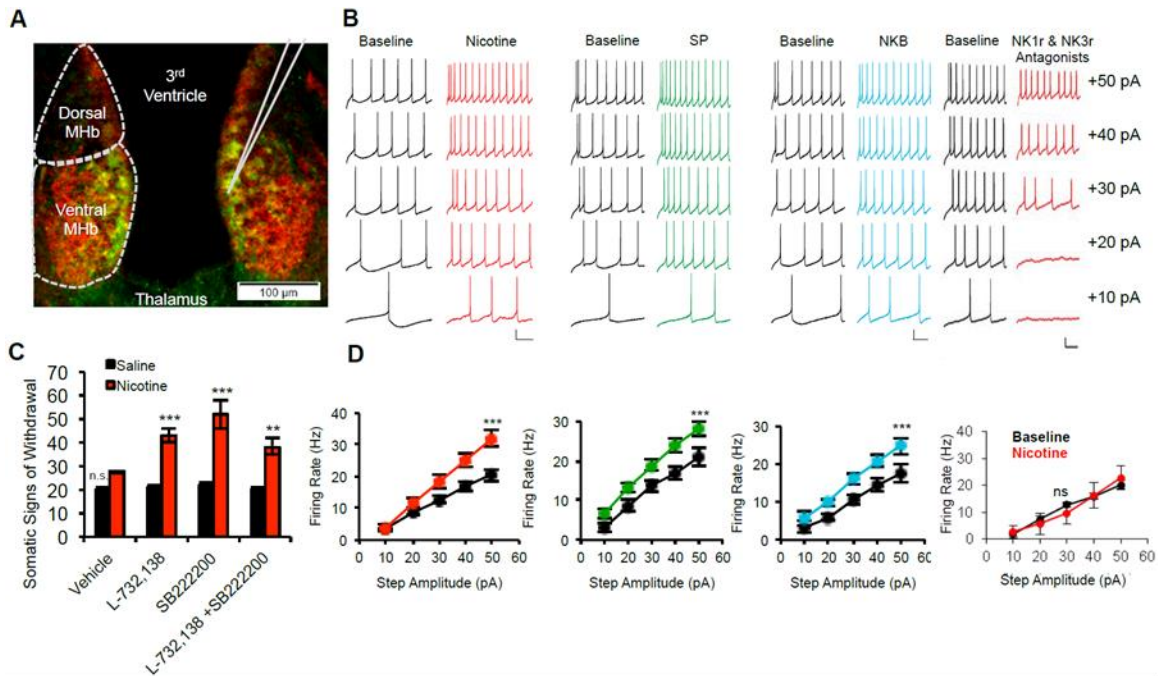 A
3rd
Ventricle
Dorsal
MHb
Ventral
MHb
Thalamus
100 µm
B
Baseline Nicotine Baseline SP Baseline NKB Baseline NK1r & NK3r
Antagonists
+50 pA
+40 pA
+30 pA
+20 pA
+10 pA
C
Saline
Nicotine
Somatic Signs of Withdrawal
70
60
50
40
30
20
10
0
n.s.
***
***
**
Vehicle
L-732,138
SB222200
L-732,138 +SB222200
D
Firing Rate (Hz)
40
30
20
10
0
***
0 10 20 30 40 50 60
Step Amplitude (pA)
Firing Rate (Hz)
30
20
10
0
***
0 10 20 30 40 50 60
Step Amplitude (pA)
Firing Rate (Hz)
30
20
10
0
***
0 10 20 30 40 50 60
Step Amplitude (pA)
Baseline
Nicotine
Firing Rate (Hz)
40
30
20
10
0
ns
10 20 30 40 50 60
Step Amplitude (pA)